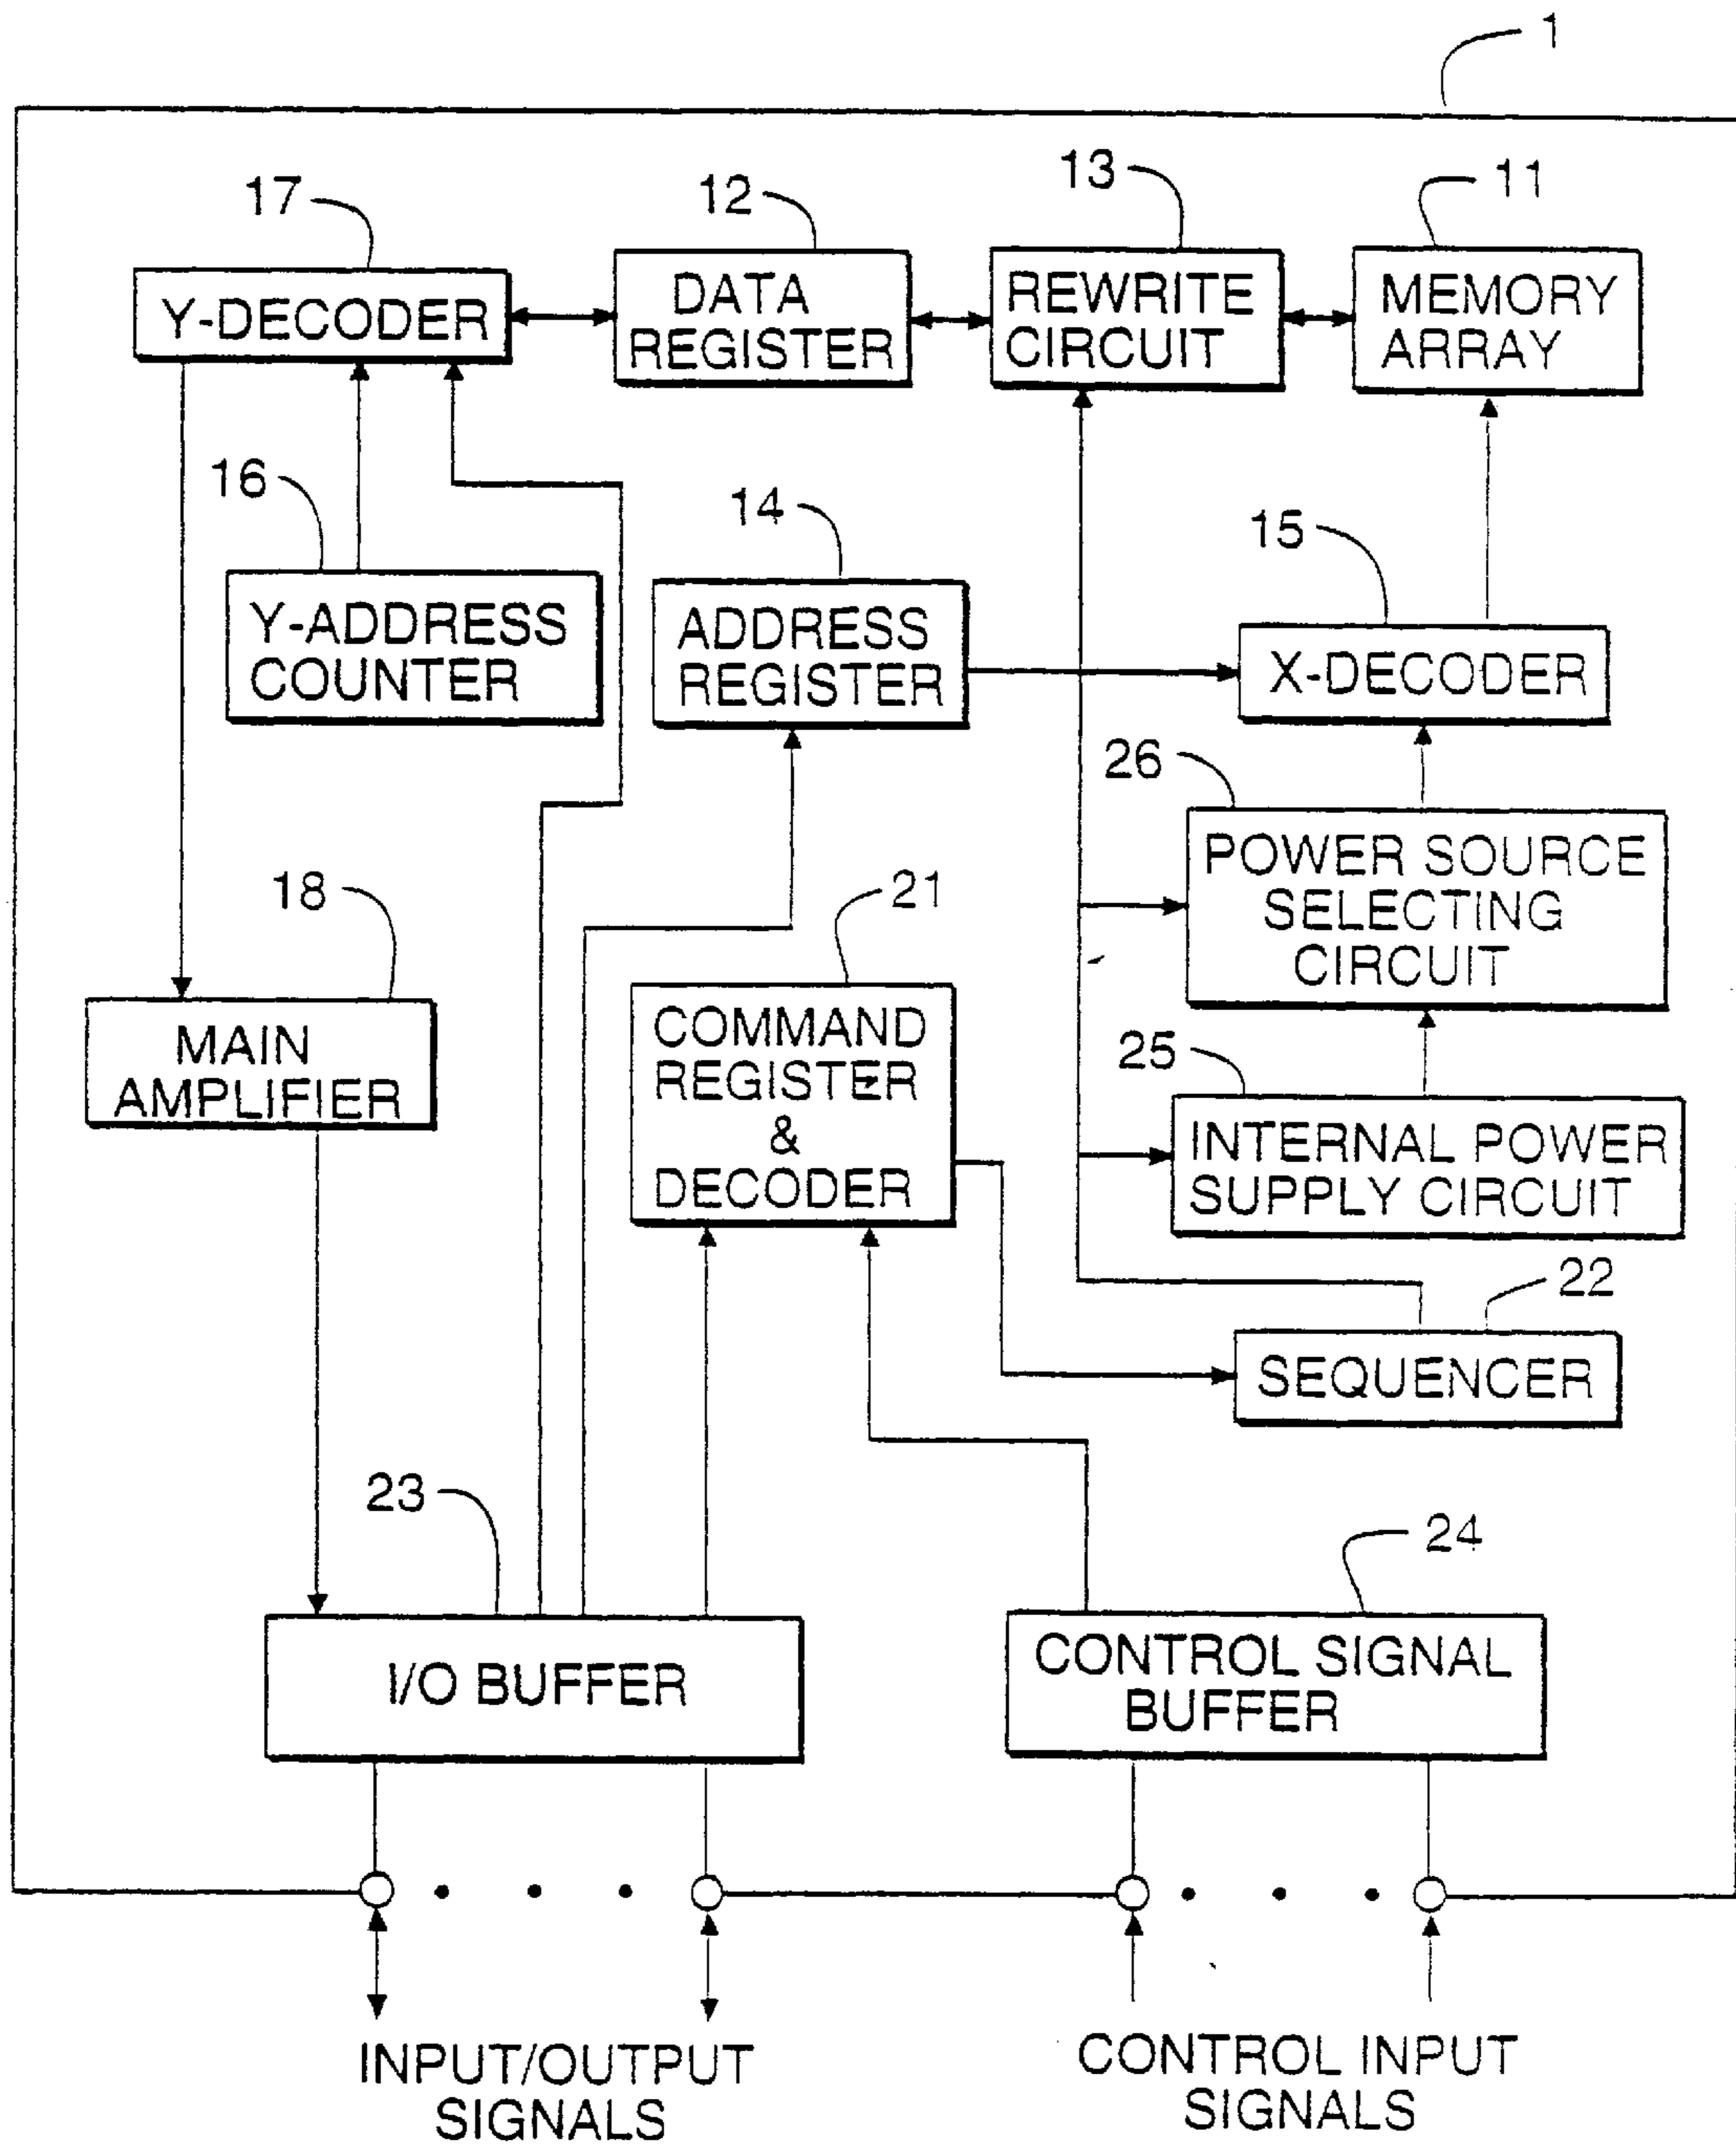 1
17
12
13
11
Y-DECODER
DATA
REGISTER
REWRITE
CIRCUIT
MEMORY
ARRAY
16
14
15
Y-ADDRESS
COUNTER
ADDRESS
REGISTER
X-DECODER
26
POWER SOURCE
SELECTING
CIRCUIT
18
21
MAIN
AMPLIFIER
COMMAND
REGISTER
&
DECODER
25
INTERNAL POWER
SUPPLY CIRCUIT
22
SEQUENCER
23
24
I/O BUFFER
CONTROL SIGNAL
BUFFER
INPUT/OUTPUT
SIGNALS
CONTROL INPUT
SIGNALS